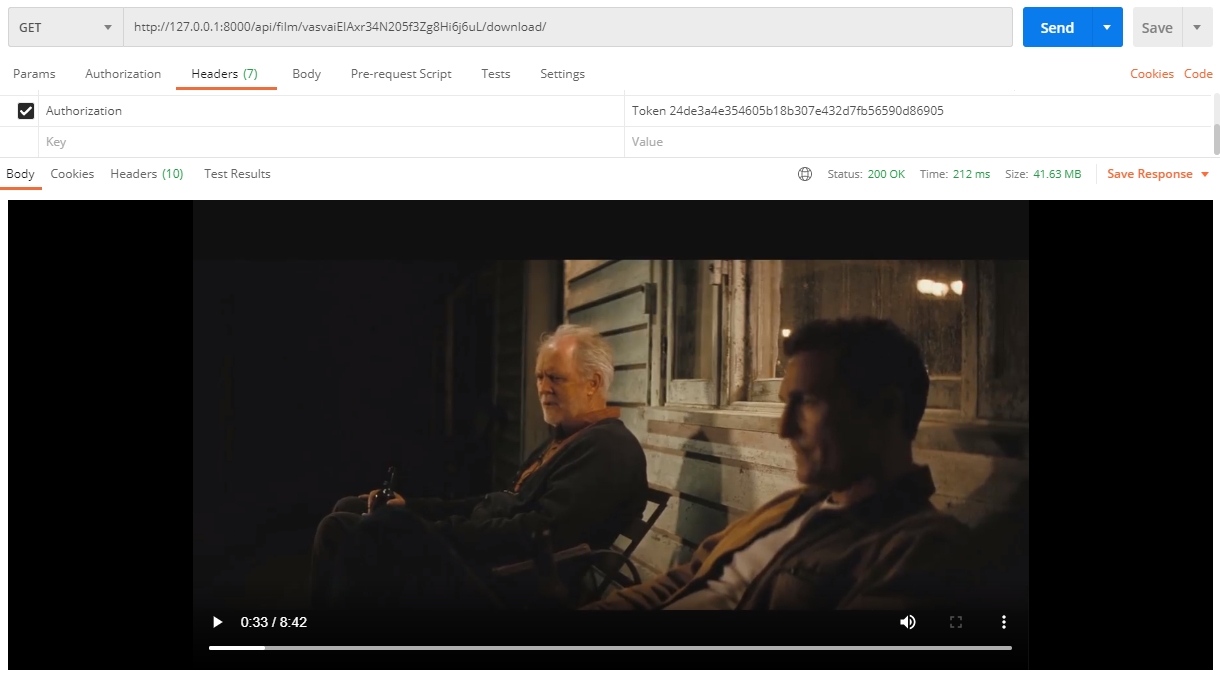 GET http://127.0.0.1:8000/api/film/vasvaiEIAxr34N205f3Zg8Hi6j6uL/download/ Send Save
Params Authorization Headers (7) Body Pre-request Script Tests Settings Cookies Code
Authorization Token 24de3a4e354605b18b307e432d7fb56590d86905
Key Value
Body Cookies Headers (10) Test Results Status: 200 OK Time: 212 ms Size: 41.63 MB Save Response
0:33 / 8:42